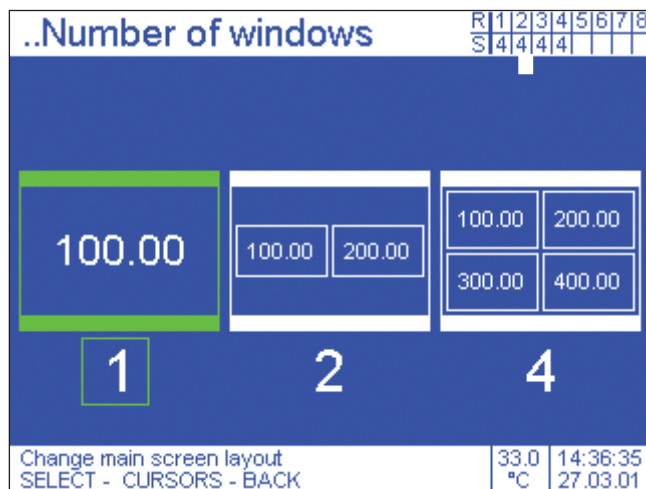 ..Number of windows
R 1 2 3 4 5 6 7 8
S 4 4 4 4
100.00
100.00 200.00
100.00 200.00
300.00 400.00
1 2 4
Change main screen layout
SELECT - CURSORS - BACK
33.0 °C
14:36:35
27.03.01